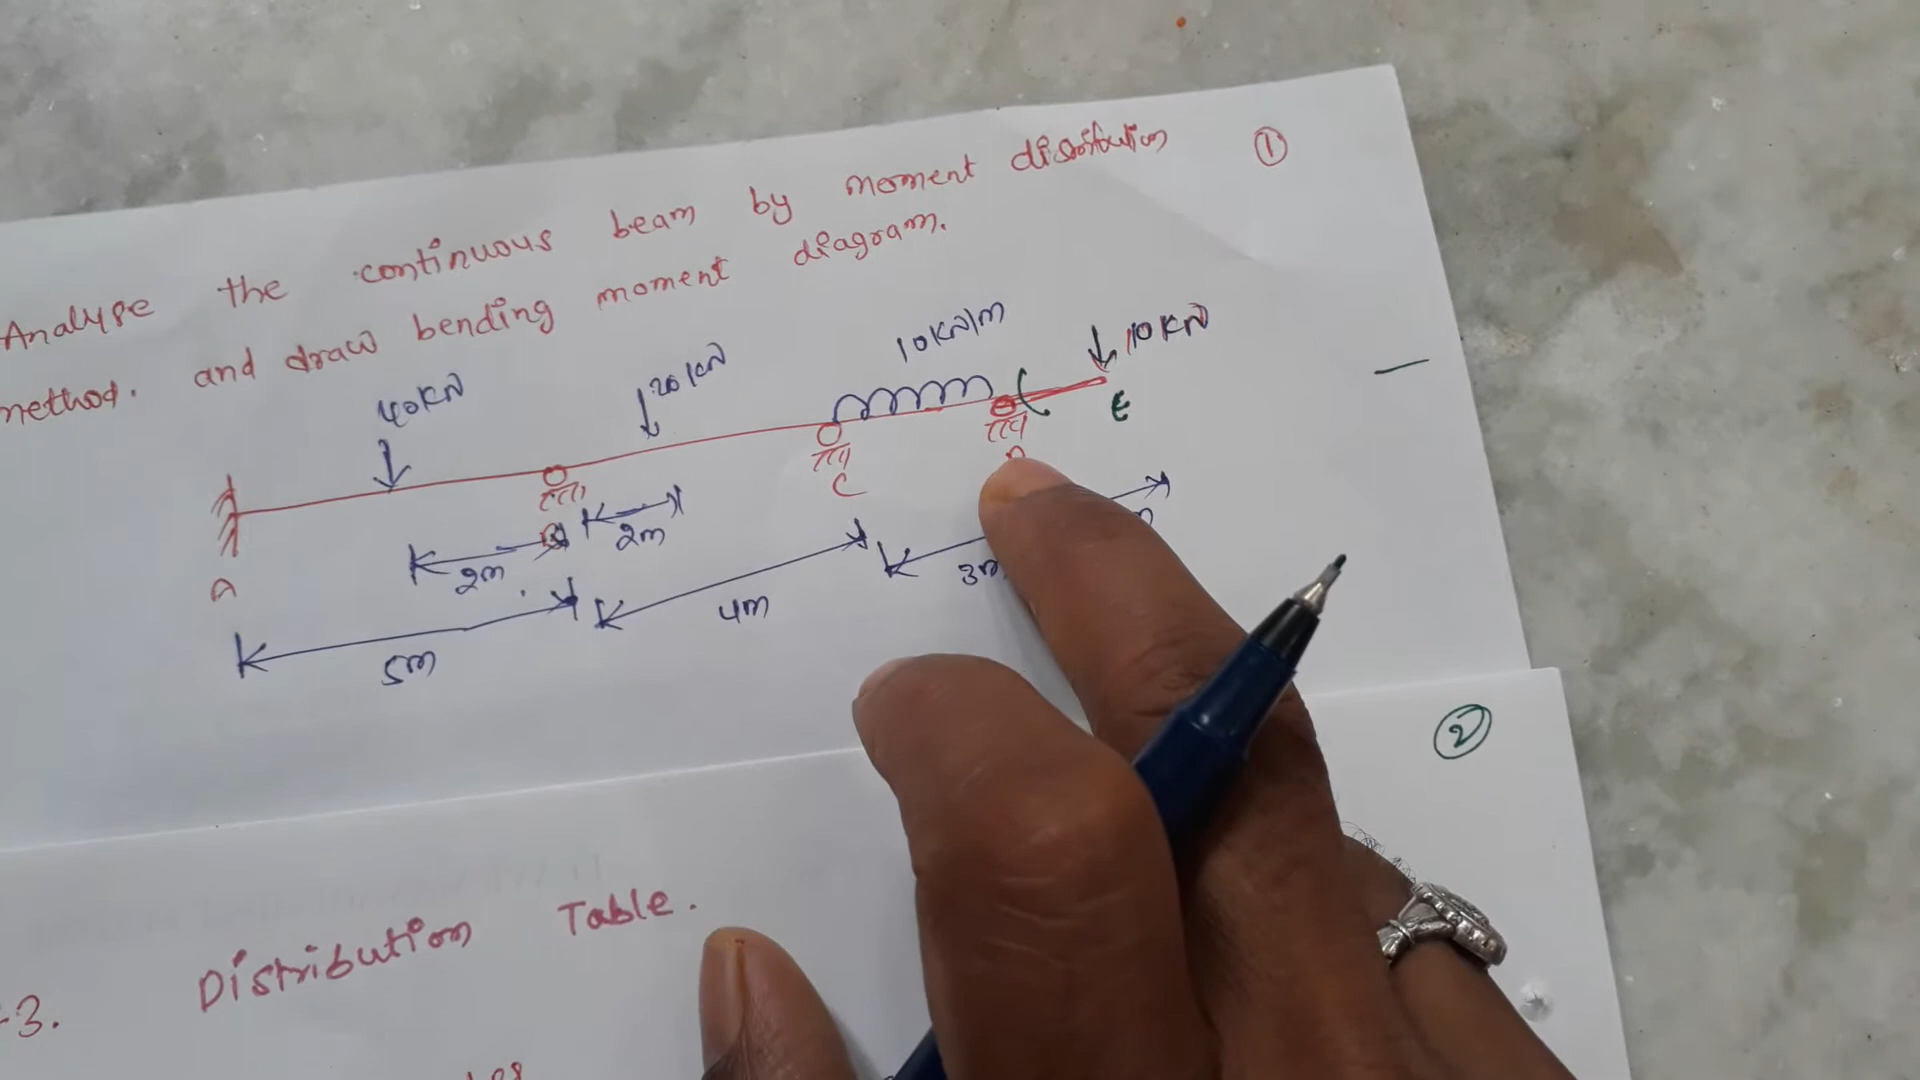 Analyse the continuous beam by moment distribution ①
method. and draw bending moment diagram.
40KN 20KN 10KN/m 10KN
E
A B C
2m 2m
5m 4m 3m
②
Distribution Table.